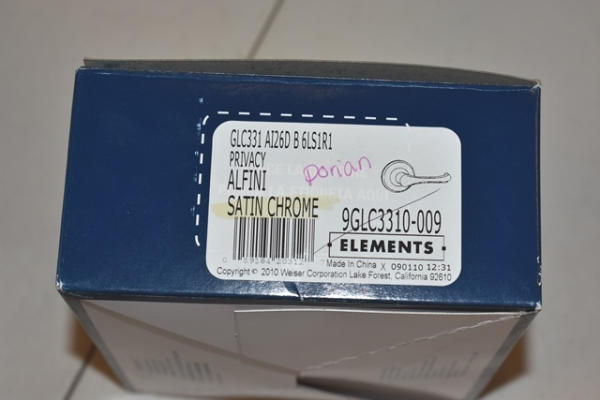 GLC331 AI26D B 6LS1R1
PRIVACY
ALFINI
Dorian
SATIN CHROME
9GLC3310-009
ELEMENTS
Made In China X 090110 12:31
Copyright © 2010 Weiser Corporation Lake Forest, California 92610